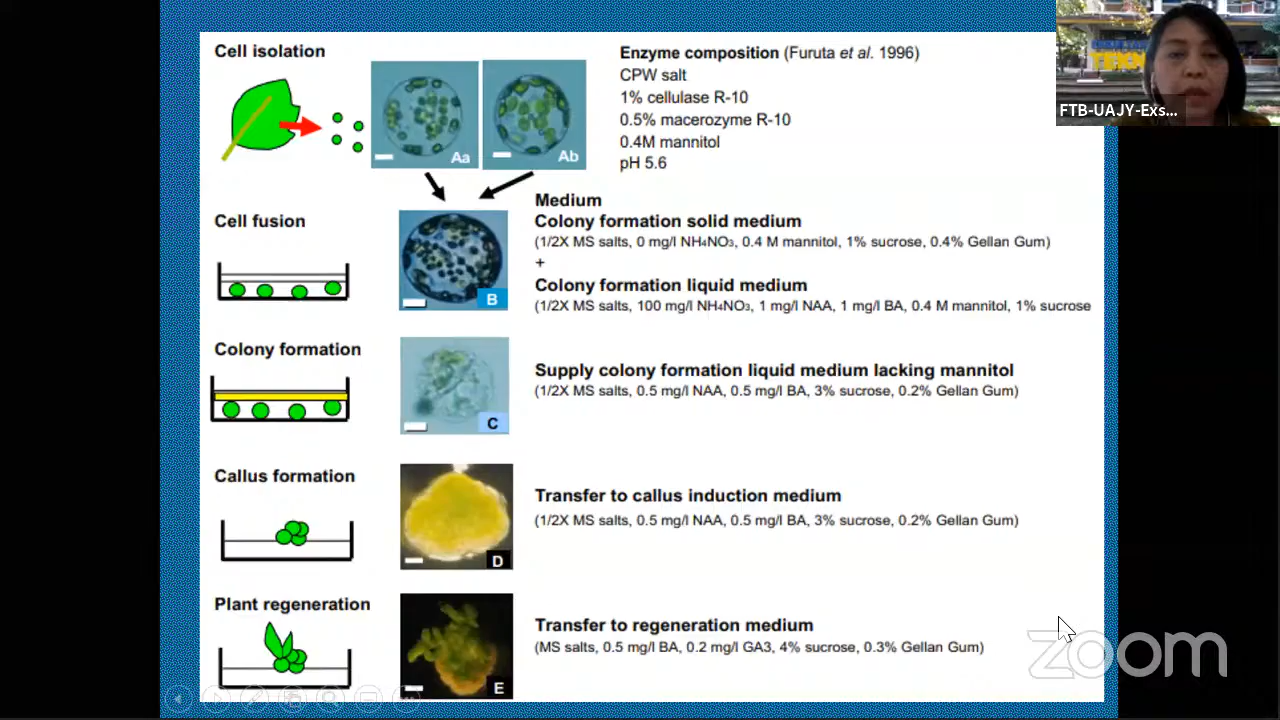 Cell isolation
Enzyme composition (Furuta et al. 1996)
CPW salt
1% cellulase R-10
0.5% macerozyme R-10
0.4M mannitol
pH 5.6
Aa
Ab
FTB-UAJY-Exs...
Cell fusion
B
Medium
Colony formation solid medium
(1/2X MS salts, 0 mg/l NH₄NO₃, 0.4 M mannitol, 1% sucrose, 0.4% Gellan Gum)
+
Colony formation liquid medium
(1/2X MS salts, 100 mg/l NH₄NO₃, 1 mg/l NAA, 1 mg/l BA, 0.4 M mannitol, 1% sucrose
Colony formation
C
Supply colony formation liquid medium lacking mannitol
(1/2X MS salts, 0.5 mg/l NAA, 0.5 mg/l BA, 3% sucrose, 0.2% Gellan Gum)
Callus formation
D
Transfer to callus induction medium
(1/2X MS salts, 0.5 mg/l NAA, 0.5 mg/l BA, 3% sucrose, 0.2% Gellan Gum)
Plant regeneration
E
Transfer to regeneration medium
(MS salts, 0.5 mg/l BA, 0.2 mg/l GA3, 4% sucrose, 0.3% Gellan Gum)
zoom